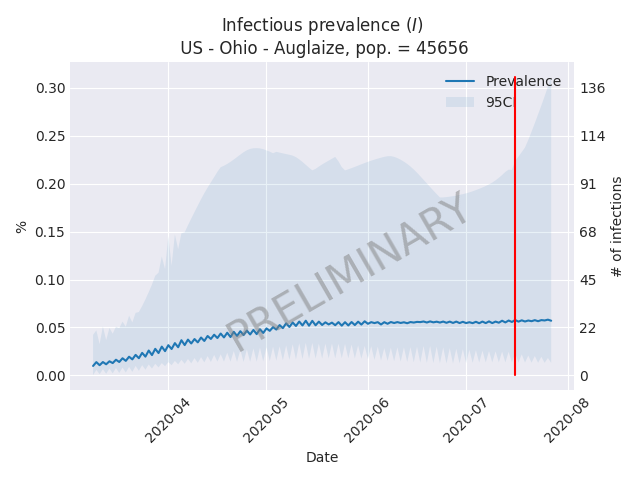 Infectious prevalence (I)
US - Ohio - Auglaize, pop. = 45656
Prevalence
95CI
0.30
0.25
0.20
0.15
0.10
0.05
0.00
%
136
114
91
68
45
22
0
# of infections
PRELIMINARY
2020-04
2020-05
2020-06
2020-07
2020-08
Date